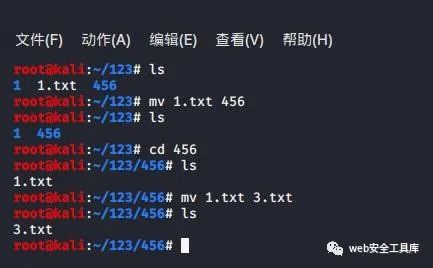 文件(F) 动作(A) 编辑(E) 查看(V) 帮助(H)
root@kali:~/123# ls
1 1.txt 456
root@kali:~/123# mv 1.txt 456
root@kali:~/123# ls
1 456
root@kali:~/123# cd 456
root@kali:~/123/456# ls
1.txt
root@kali:~/123/456# mv 1.txt 3.txt
root@kali:~/123/456# ls
3.txt
root@kali:~/123/456#
web安全工具库